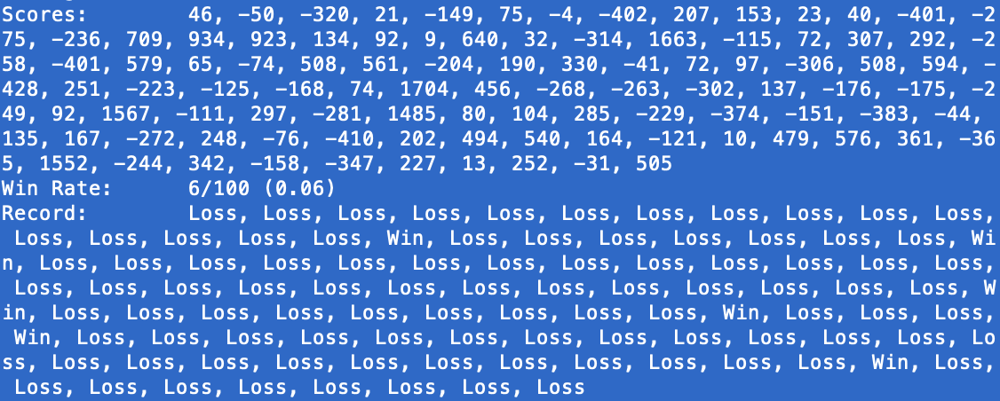 Scores:       46, -50, -320, 21, -149, 75, -4, -402, 207, 153, 23, 40, -401, -2
75, -236, 709, 934, 923, 134, 92, 9, 640, 32, -314, 1663, -115, 72, 307, 292, -2
58, -401, 579, 65, -74, 508, 561, -204, 190, 330, -41, 72, 97, -306, 508, 594, -
428, 251, -223, -125, -168, 74, 1704, 456, -268, -263, -302, 137, -176, -175, -2
49, 92, 1567, -111, 297, -281, 1485, 80, 104, 285, -229, -374, -151, -383, -44,
135, 167, -272, 248, -76, -410, 202, 494, 540, 164, -121, 10, 479, 576, 361, -36
5, 1552, -244, 342, -158, -347, 227, 13, 252, -31, 505
Win Rate:      6/100 (0.06)
Record:        Loss, Loss, Loss, Loss, Loss, Loss, Loss, Loss, Loss, Loss, Loss,
 Loss, Loss, Loss, Loss, Loss, Win, Loss, Loss, Loss, Loss, Loss, Loss, Loss, Wi
n, Loss, Loss, Loss, Loss, Loss, Loss, Loss, Loss, Loss, Loss, Loss, Loss, Loss,
 Loss, Loss, Loss, Loss, Loss, Loss, Loss, Loss, Loss, Loss, Loss, Loss, Loss, W
in, Loss, Loss, Loss, Loss, Loss, Loss, Loss, Loss, Loss, Win, Loss, Loss, Loss,
 Win, Loss, Loss, Loss, Loss, Loss, Loss, Loss, Loss, Loss, Loss, Loss, Loss, Lo
ss, Loss, Loss, Loss, Loss, Loss, Loss, Loss, Loss, Loss, Loss, Win, Loss,
 Loss, Loss, Loss, Loss, Loss, Loss, Loss, Loss